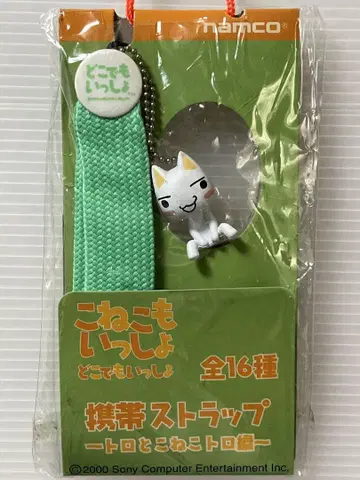 namco®
どこでも
いっしょ
こねこも
いっしょ
どこでもいっしょ
全16種
携帯ストラップ
〜トロとこねこトロ編〜
©2000 Sony Computer Entertainment Inc.